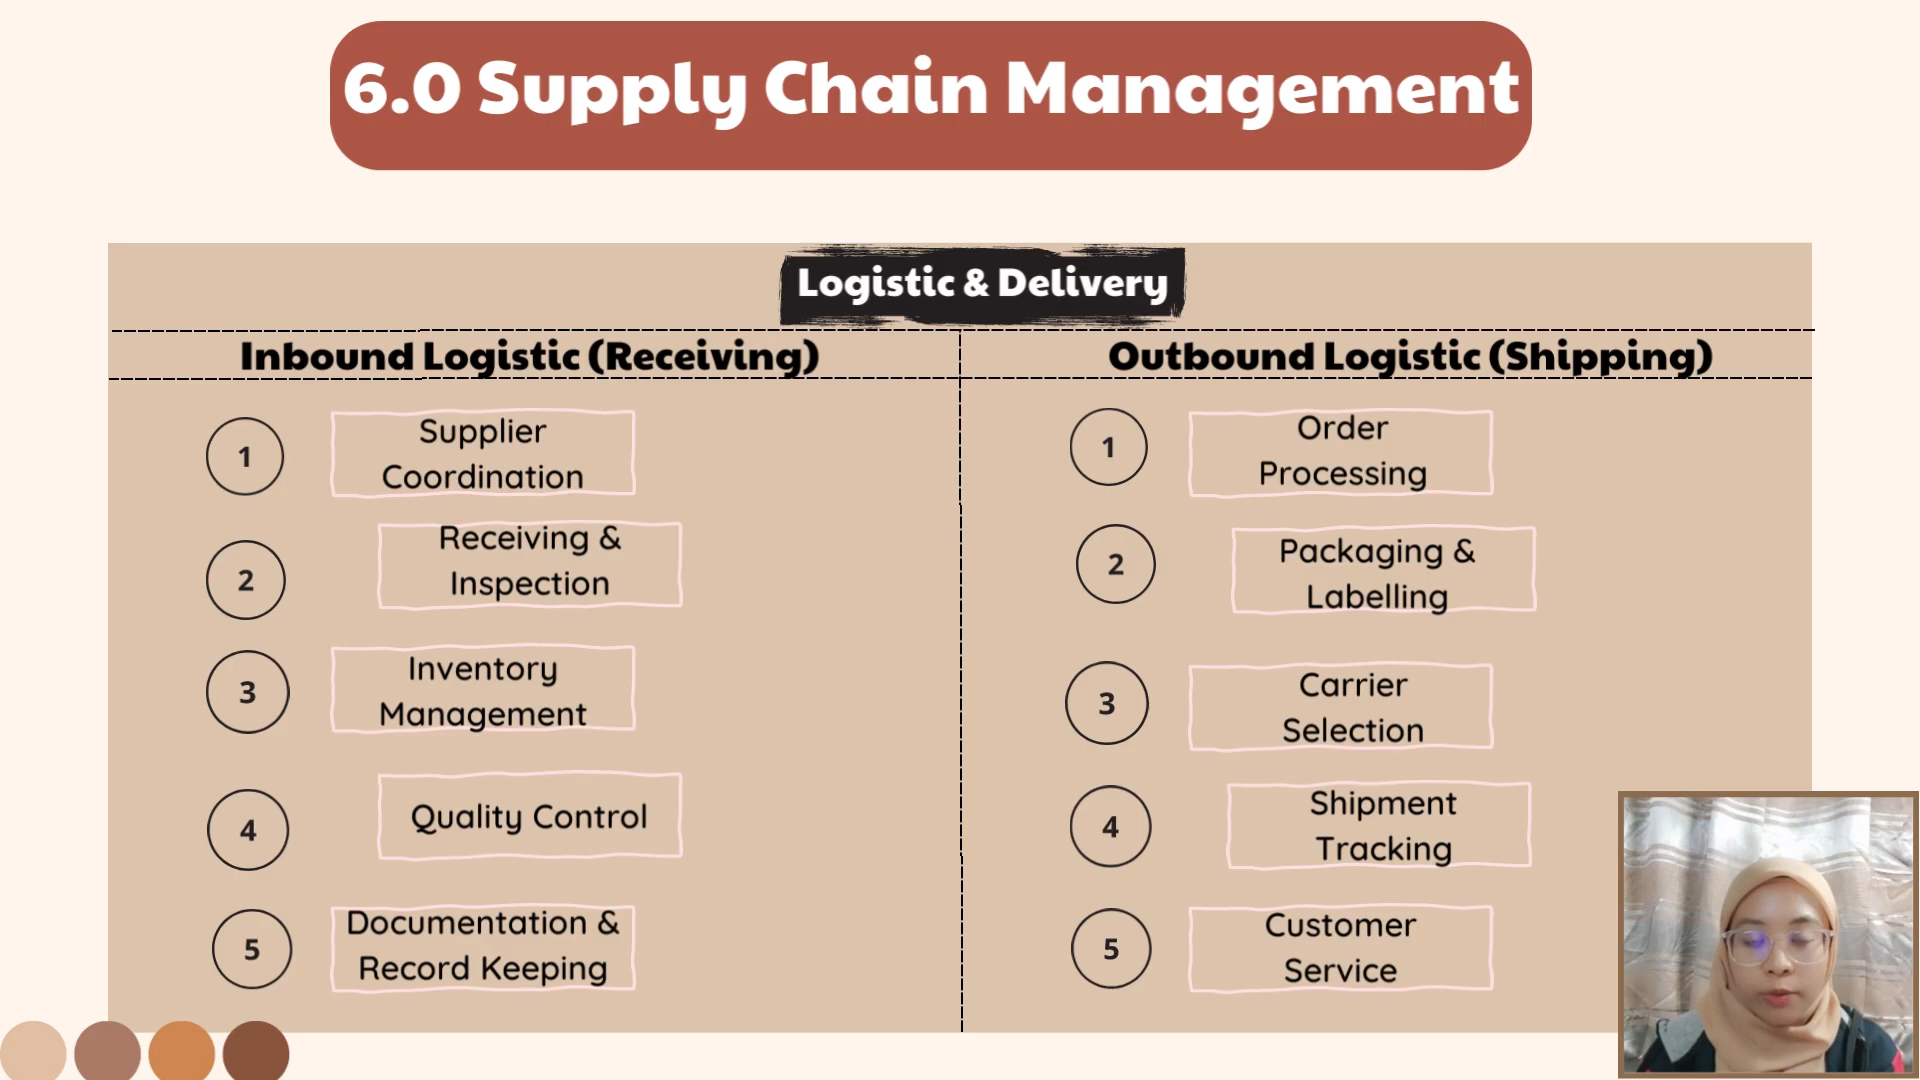 6.0 Supply Chain Management
Logistic & Delivery
Inbound Logistic (Receiving)
1
Supplier
Coordination
2
Receiving &
Inspection
3
Inventory
Management
4
Quality Control
5
Documentation &
Record Keeping
Outbound Logistic (Shipping)
1
Order
Processing
2
Packaging &
Labelling
3
Carrier
Selection
4
Shipment
Tracking
5
Customer
Service